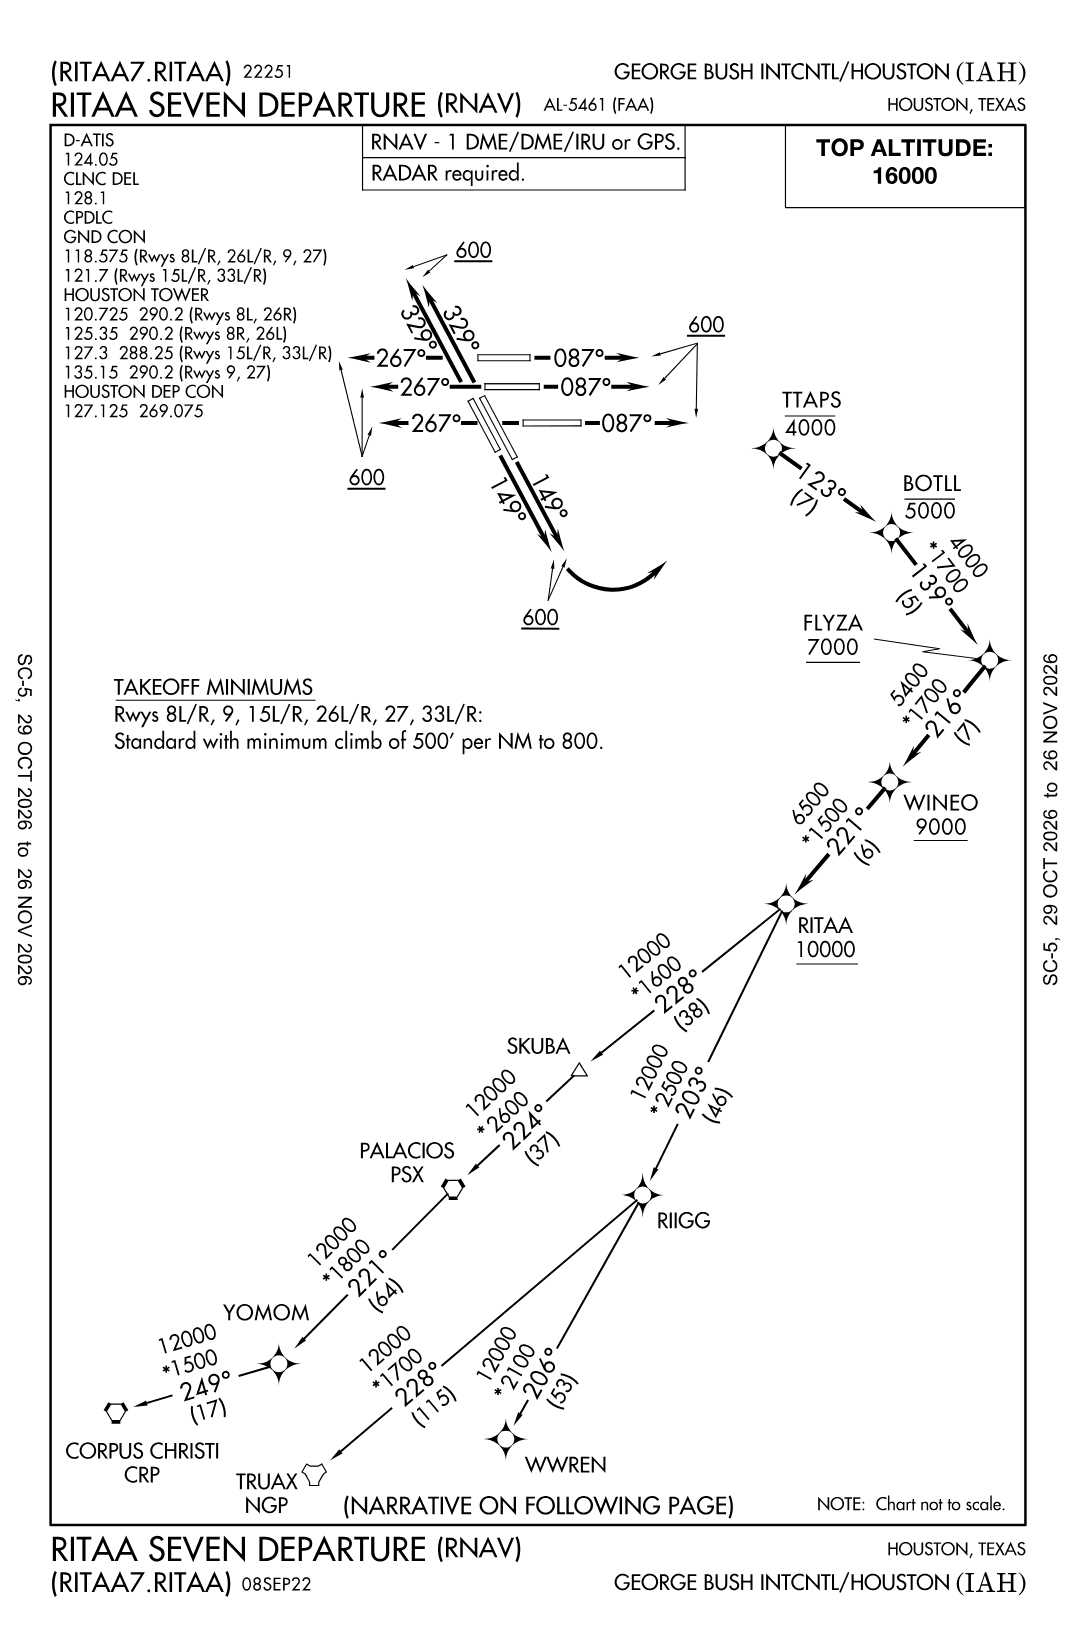 (RITAA7.RITAA) 22251
GEORGE BUSH INTCNTL/HOUSTON (IAH)
RITAA SEVEN DEPARTURE (RNAV) AL-5461 (FAA)
HOUSTON, TEXAS
D-ATIS
124.05
CLNC DEL
128.1
CPDLC
GND CON
118.575 (Rwys 8L/R, 26L/R, 9, 27)
121.7 (Rwys 15L/R, 33L/R)
HOUSTON TOWER
120.725 290.2 (Rwys 8L, 26R)
125.35 290.2 (Rwys 8R, 26L)
127.3 288.25 (Rwys 15L/R, 33L/R)
135.15 290.2 (Rwys 9, 27)
HOUSTON DEP CON
127.125 269.075
RNAV - 1 DME/DME/IRU or GPS.
RADAR required.
TOP ALTITUDE:
16000
600
329°
329°
600
267°
087°
267°
087°
267°
087°
600
149°
149°
600
TTAPS
4000
123°
(7)
BOTLL
5000
4000
*1700
139°
(5)
FLYZA
7000
5400
*1700
216°
(7)
WINEO
9000
6500
*1500
221°
(6)
RITAA
10000
TAKEOFF MINIMUMS
Rwys 8L/R, 9, 15L/R, 26L/R, 27, 33L/R:
Standard with minimum climb of 500’ per NM to 800.
12000
*1600
228°
(38)
SKUBA
12000
*2500
203°
(46)
12000
*2600
224°
(37)
PALACIOS
PSX
RIIGG
12000
*1800
221°
(64)
YOMOM
12000
*1500
249°
(17)
CORPUS CHRISTI
CRP
12000
*1700
228°
(115)
TRUAX
NGP
12000
*2100
206°
(53)
WWREN
(NARRATIVE ON FOLLOWING PAGE)
NOTE: Chart not to scale.
SC-5, 29 OCT 2026 to 26 NOV 2026
SC-5, 29 OCT 2026 to 26 NOV 2026
RITAA SEVEN DEPARTURE (RNAV)
HOUSTON, TEXAS
(RITAA7.RITAA) 08SEP22
GEORGE BUSH INTCNTL/HOUSTON (IAH)